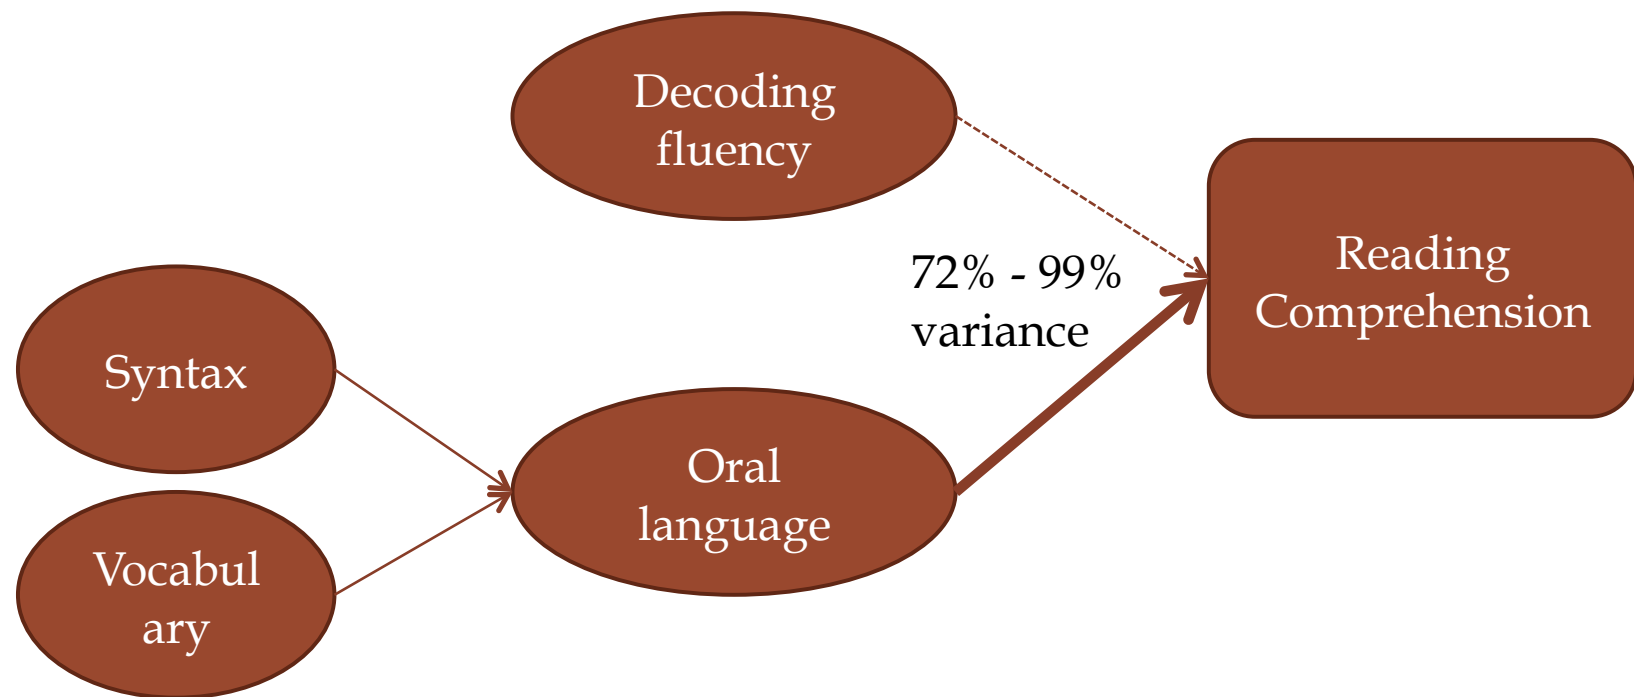 Decoding
fluency
72% - 99%
variance
Reading
Comprehension
Syntax
Oral
language
Vocabul
ary